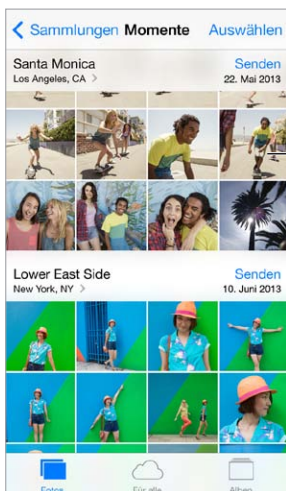 Sammlungen Momente Auswählen
Santa Monica Senden
Los Angeles, CA 22. Mai 2013
Lower East Side Senden
New York, NY 10. Juni 2013
Fotos Für alle Alben